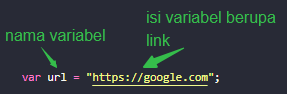 isi variabel berupa
link
nama variabel
var url = "https://google.com";